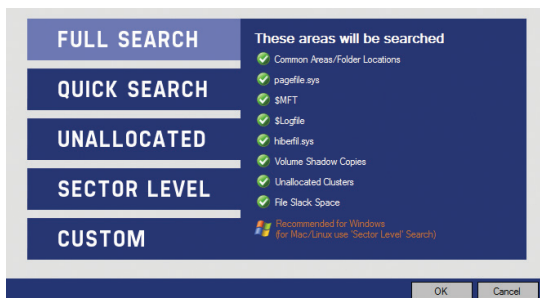 FULL SEARCH
QUICK SEARCH
UNALLOCATED
SECTOR LEVEL
CUSTOM
These areas will be searched
Common Areas/Folder Locations
pagefile.sys
$MFT
$Logfile
hiberfil.sys
Volume Shadow Copies
Unallocated Clusters
File Slack Space
Recommended for Windows
(for Mac/Linux use 'Sector Level' Search)
OK
Cancel